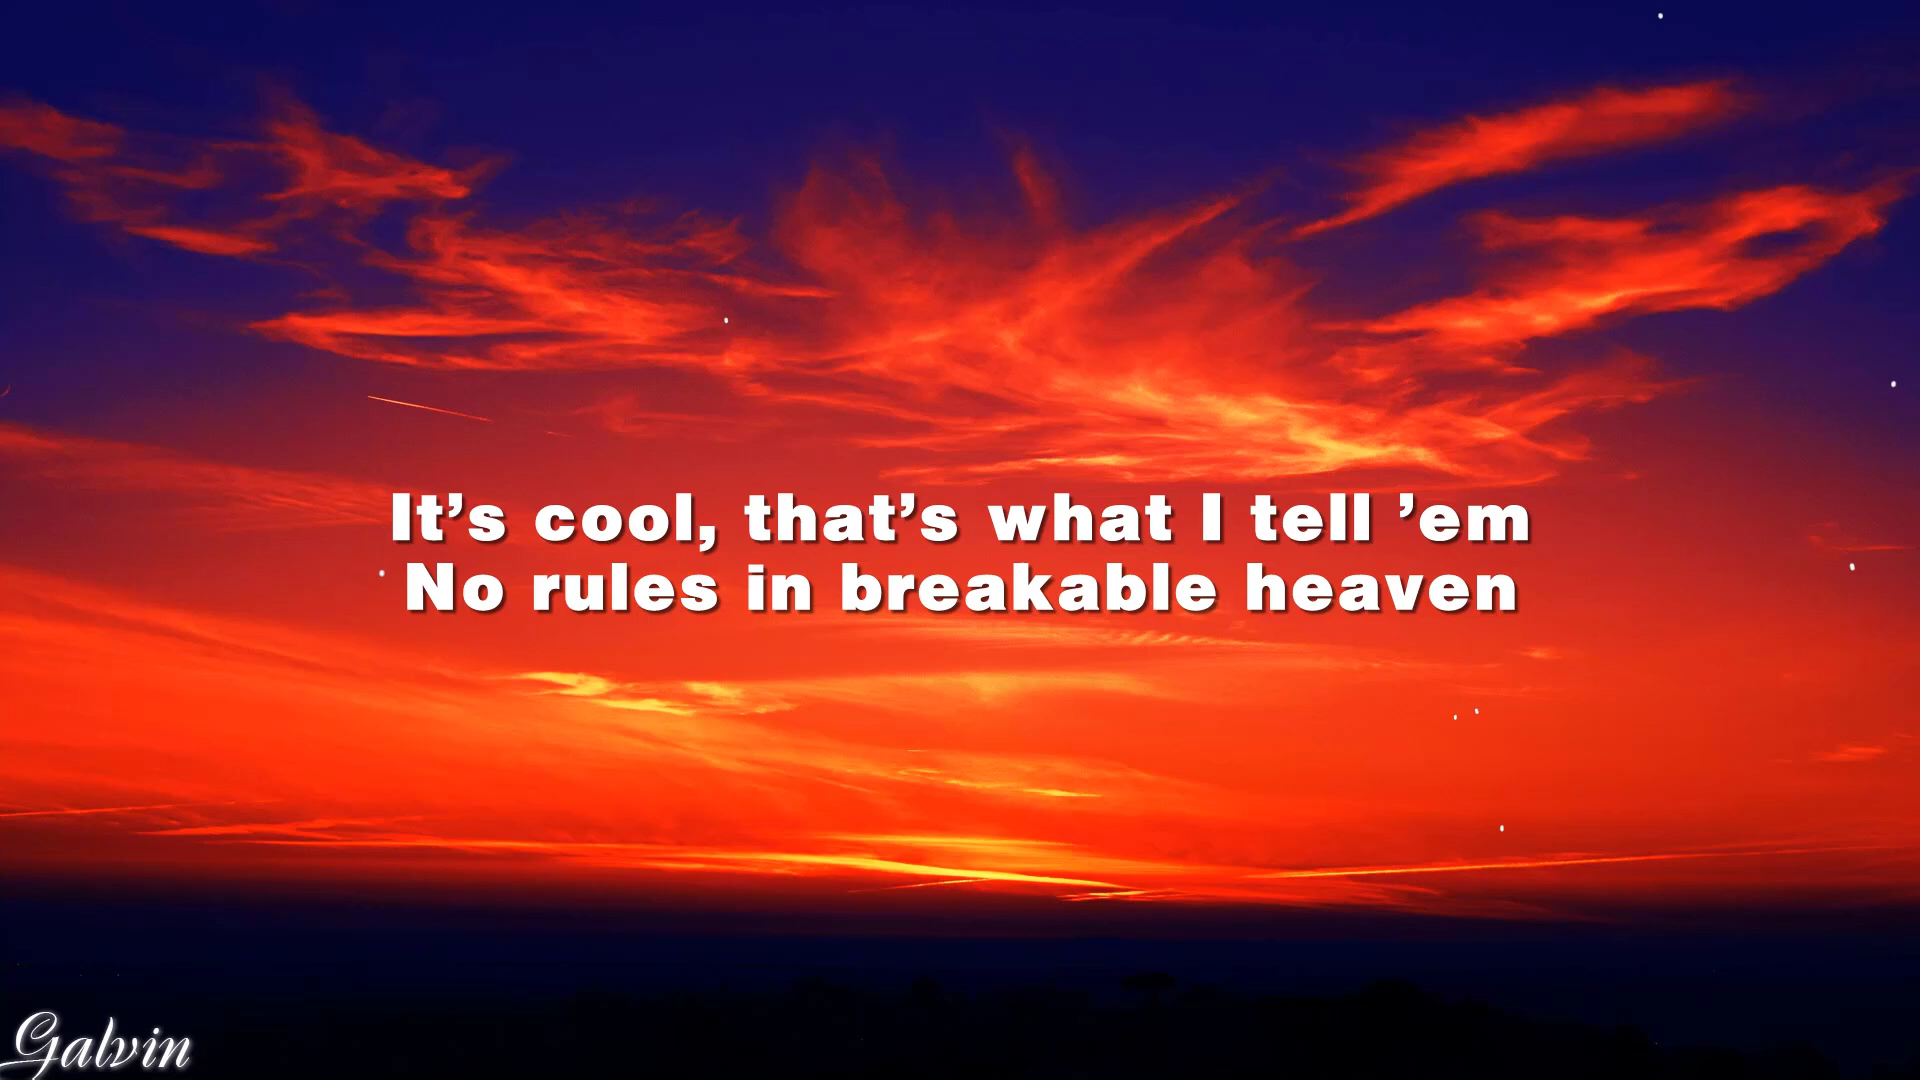 It’s cool, that’s what I tell ’em
No rules in breakable heaven
Galvin